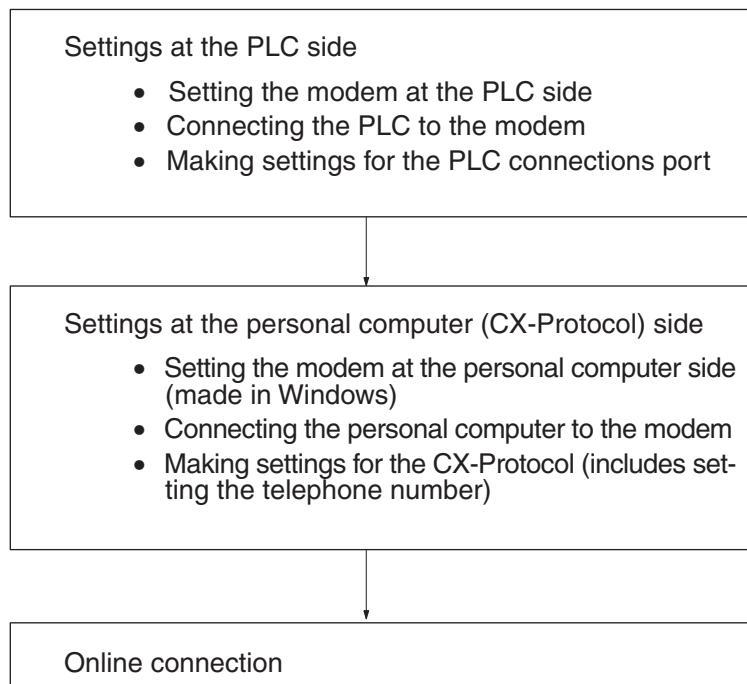 Settings at the PLC side
• Setting the modem at the PLC side
• Connecting the PLC to the modem
• Making settings for the PLC connections port
Settings at the personal computer (CX-Protocol) side
• Setting the modem at the personal computer side
(made in Windows)
• Connecting the personal computer to the modem
• Making settings for the CX-Protocol (includes set-
ting the telephone number)
Online connection